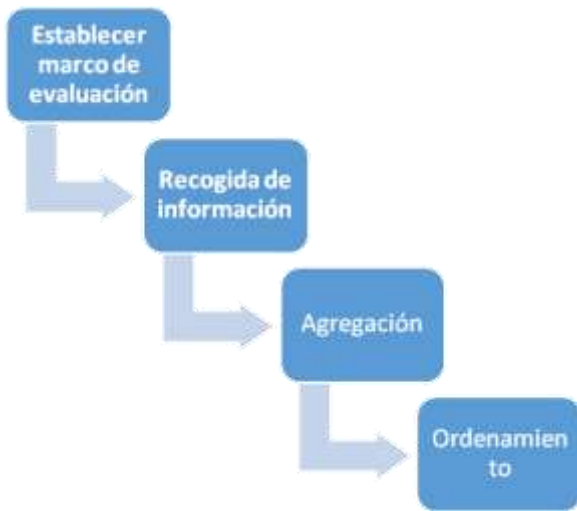 Establecer
marco de
evaluación
Recogida de
información
Agregación
Ordenamien
to